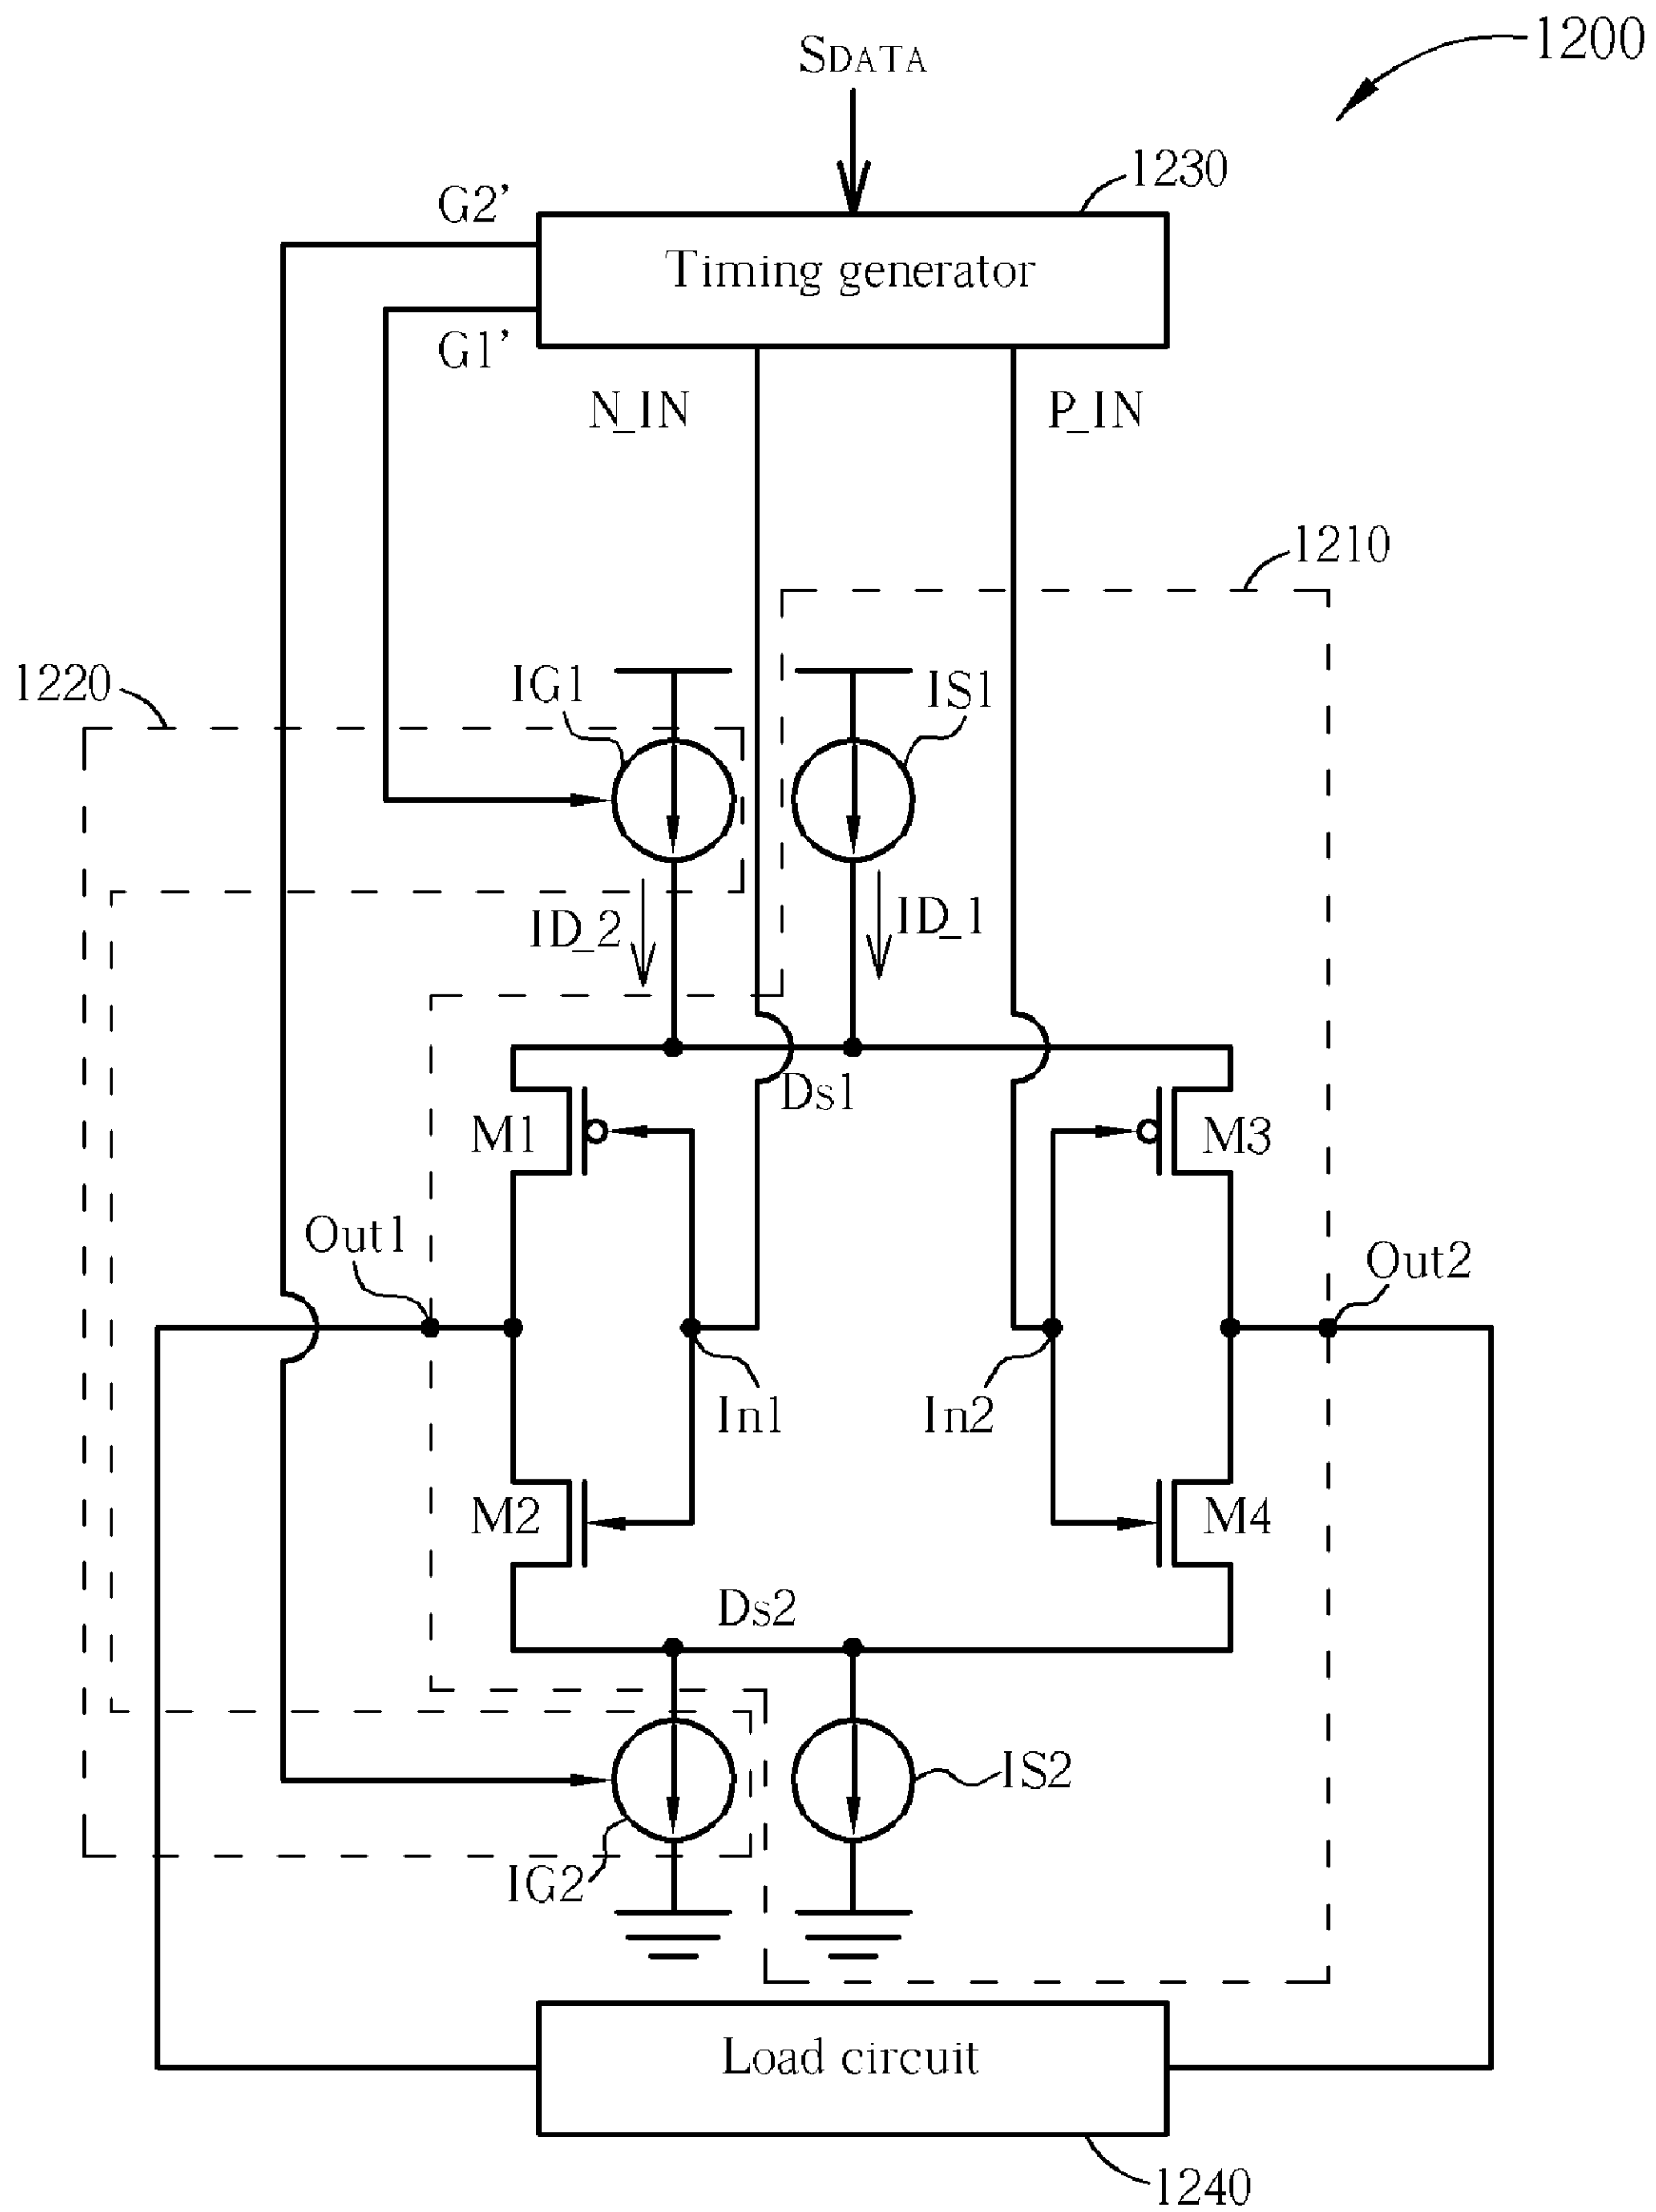 1200
SDATA
1230
G2’
Timing generator
G1’
N_IN
P_IN
1210
1220
IG1
IS1
ID_2
ID_1
Ds1
M1
M3
Out1
Out2
In1
In2
M2
M4
Ds2
IS2
IG2
Load circuit
1240